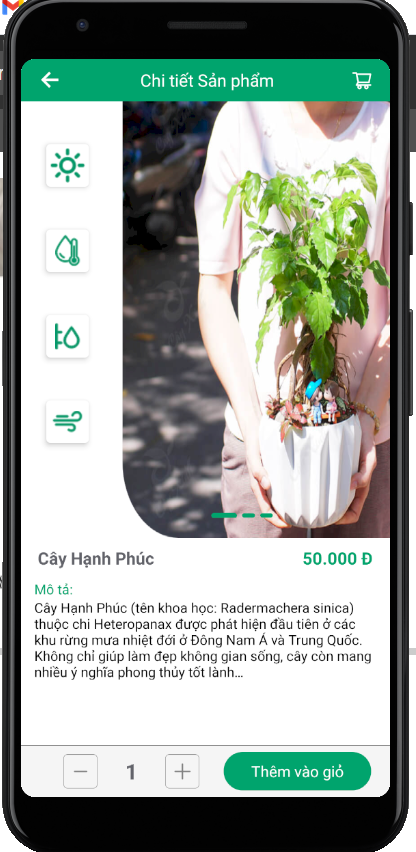 Chi tiết Sản phẩm
Cây Hạnh Phúc
50.000 Đ
Mô tả:
Cây Hạnh Phúc (tên khoa học: Radermachera sinica)
thuộc chi Heteropanax được phát hiện đầu tiên ở các
khu rừng mưa nhiệt đới ở Đông Nam Á và Trung Quốc.
Không chỉ giúp làm đẹp không gian sống, cây còn mang
nhiều ý nghĩa phong thủy tốt lành...
1
Thêm vào giỏ